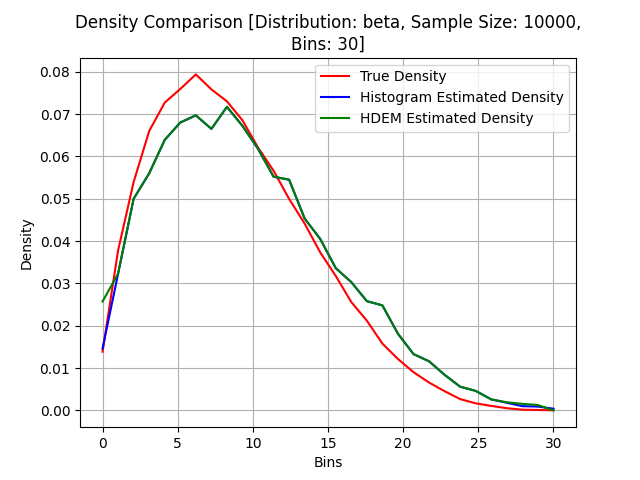 Density Comparison [Distribution: beta, Sample Size: 10000,
Bins: 30]
True Density
Histogram Estimated Density
HDEM Estimated Density
Density
0.08
0.07
0.06
0.05
0.04
0.03
0.02
0.01
0.00
0 5 10 15 20 25 30
Bins